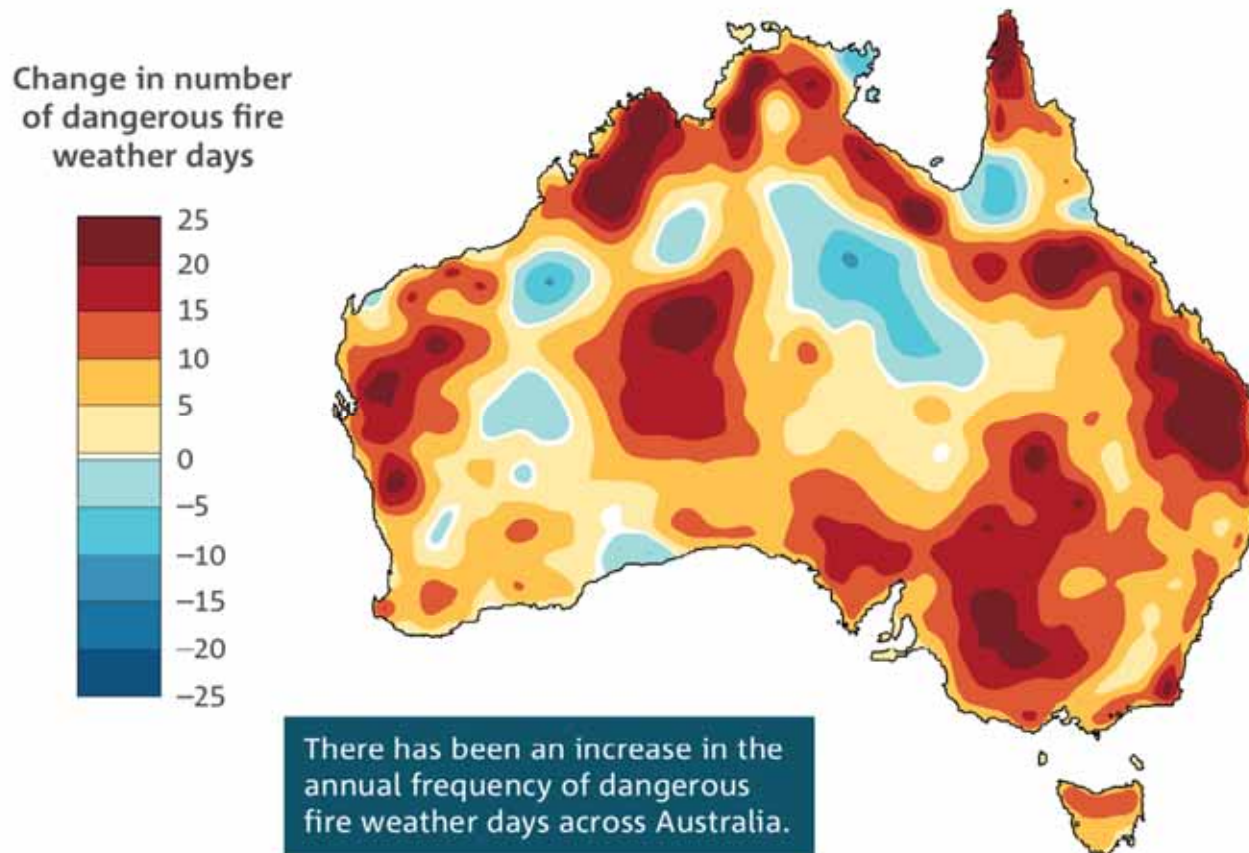 Change in number
of dangerous fire
weather days
25
20
15
10
5
0
−5
−10
−15
−20
−25
There has been an increase in the
annual frequency of dangerous
fire weather days across Australia.